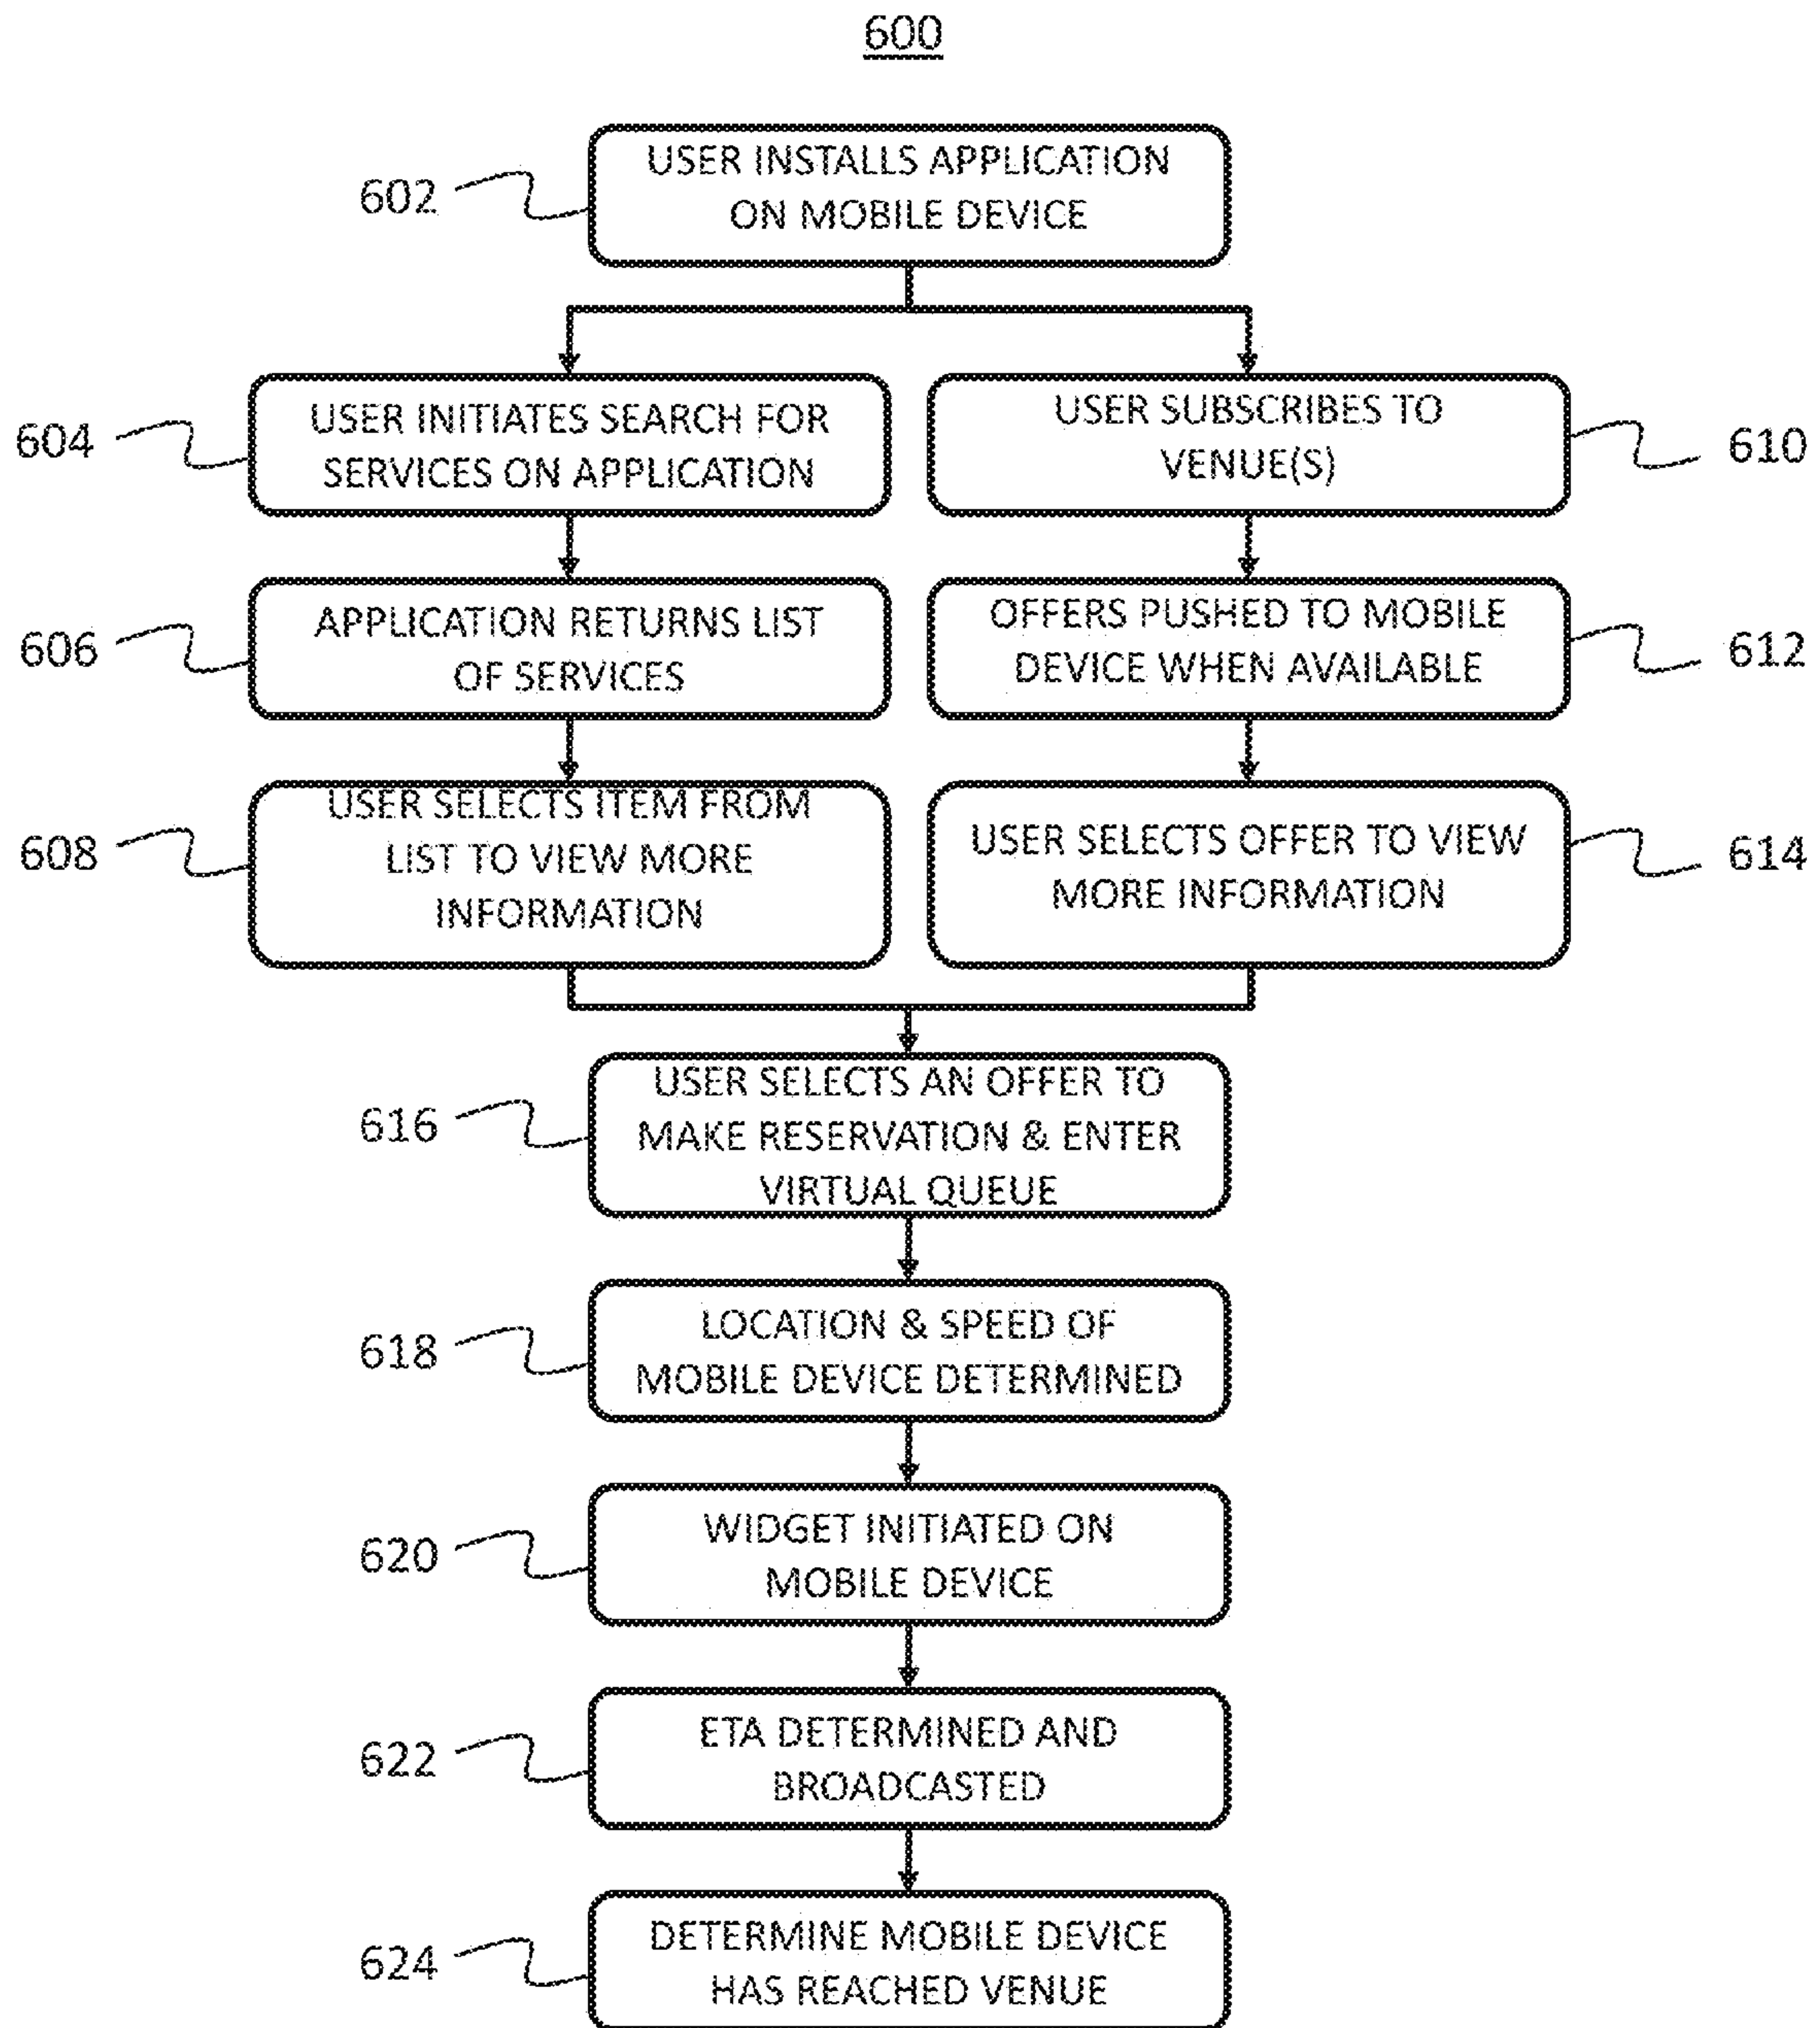 600
602
USER INSTALLS APPLICATION
ON MOBILE DEVICE
604
USER INITIATES SEARCH FOR
SERVICES ON APPLICATION
606
APPLICATION RETURNS LIST
OF SERVICES
608
USER SELECTS ITEM FROM
LIST TO VIEW MORE
INFORMATION
USER SUBSCRIBES TO
VENUE(S)
610
OFFERS PUSHED TO MOBILE
DEVICE WHEN AVAILABLE
612
USER SELECTS OFFER TO VIEW
MORE INFORMATION
614
616
USER SELECTS AN OFFER TO
MAKE RESERVATION & ENTER
VIRTUAL QUEUE
618
LOCATION & SPEED OF
MOBILE DEVICE DETERMINED
620
WIDGET INITIATED ON
MOBILE DEVICE
622
ETA DETERMINED AND
BROADCASTED
624
DETERMINE MOBILE DEVICE
HAS REACHED VENUE